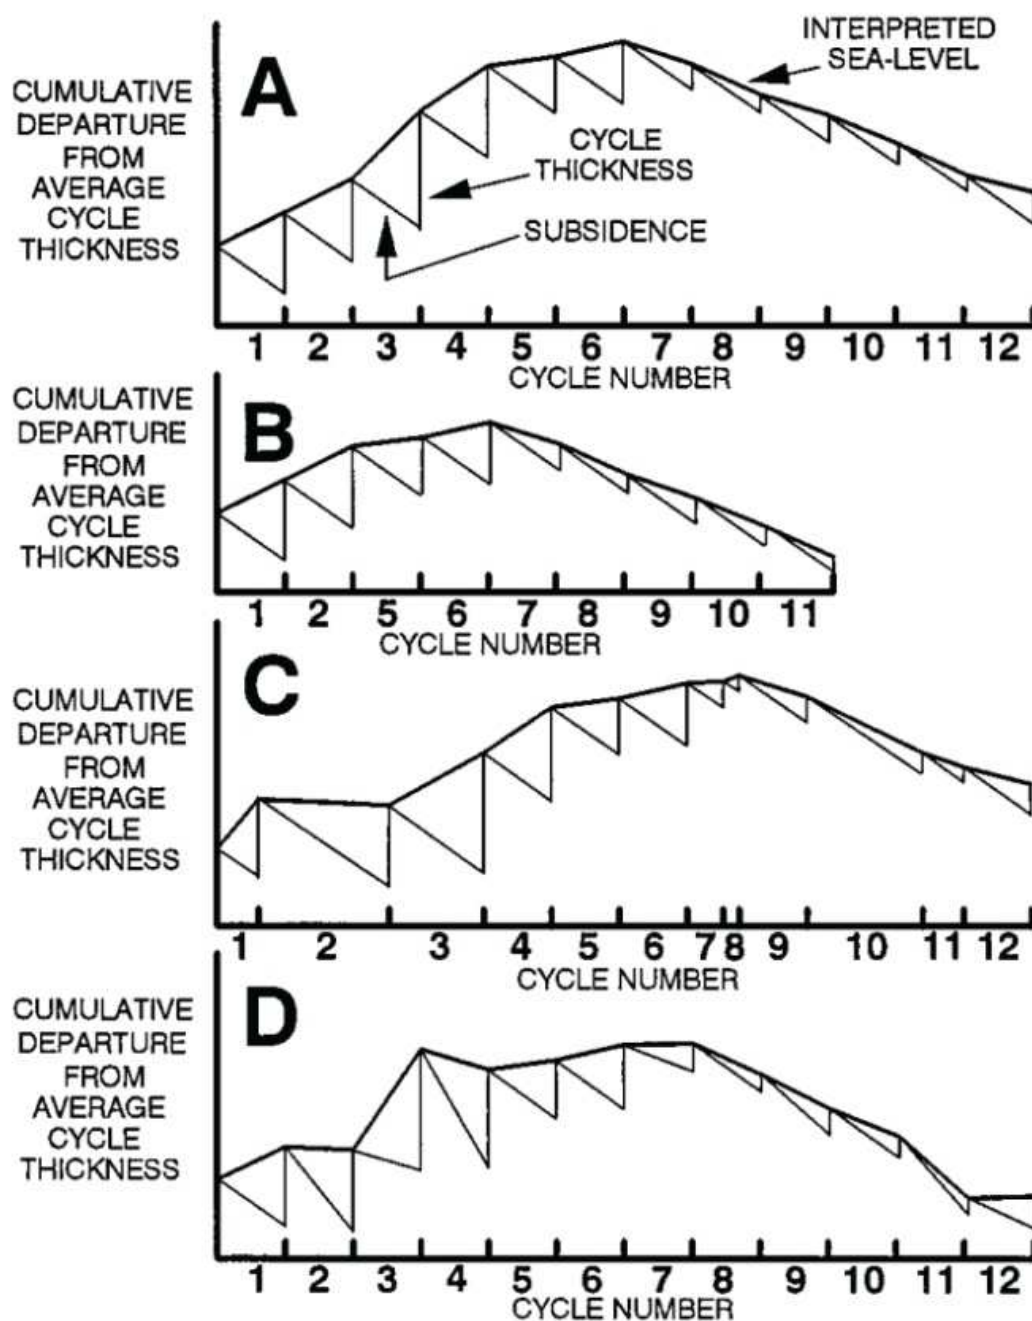 A
INTERPRETED
SEA-LEVEL
CUMULATIVE
DEPARTURE
FROM
AVERAGE
CYCLE
THICKNESS
CYCLE
THICKNESS
SUBSIDENCE
1 2 3 4 5 6 7 8 9 10 11 12
CYCLE NUMBER
B
CUMULATIVE
DEPARTURE
FROM
AVERAGE
CYCLE
THICKNESS
1 2 5 6 7 8 9 10 11
CYCLE NUMBER
C
CUMULATIVE
DEPARTURE
FROM
AVERAGE
CYCLE
THICKNESS
1 2 3 4 5 6 7 8 9 10 11 12
CYCLE NUMBER
D
CUMULATIVE
DEPARTURE
FROM
AVERAGE
CYCLE
THICKNESS
1 2 3 4 5 6 7 8 9 10 11 12
CYCLE NUMBER